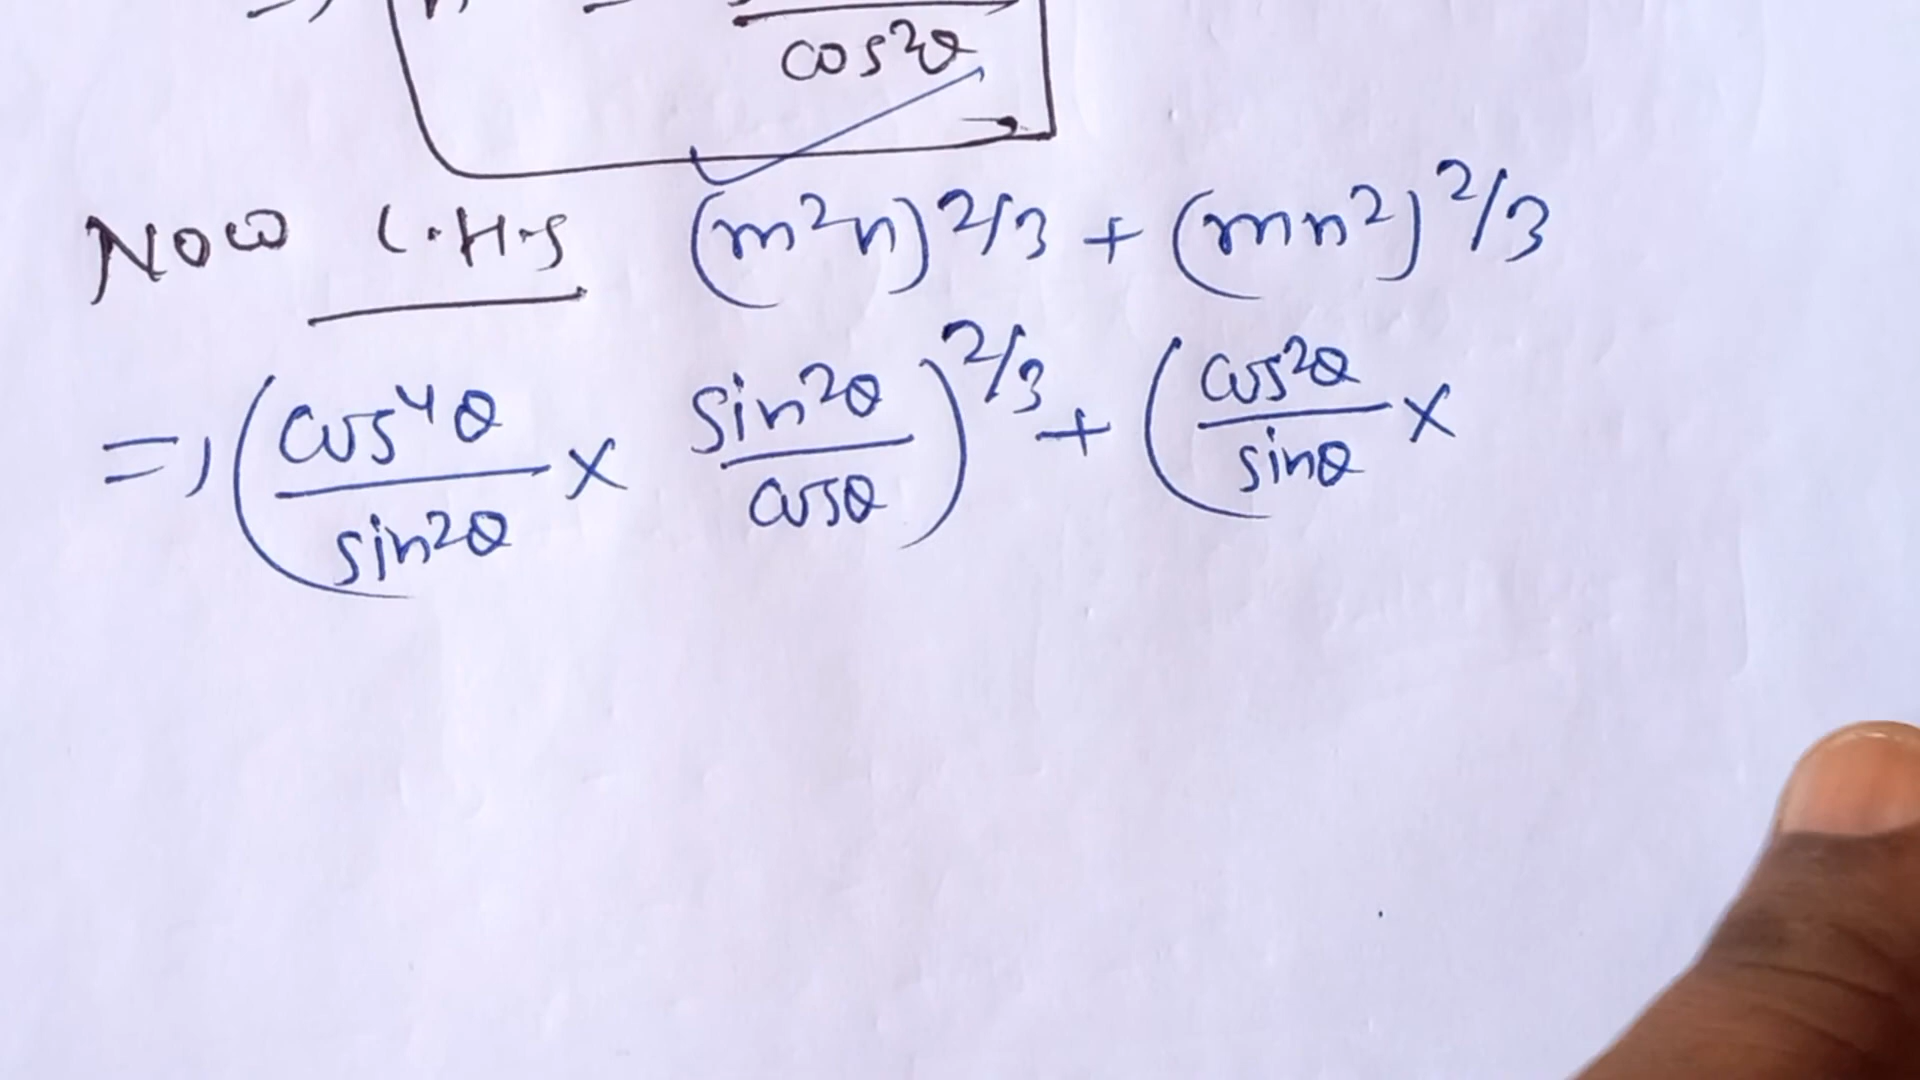 cos²θ
Now L.H.S (m²n)^2/3 + (mn²)^2/3
=> (cos⁴θ/sin²θ × sin²θ/cosθ)^2/3 + (cos²θ/sinθ ×